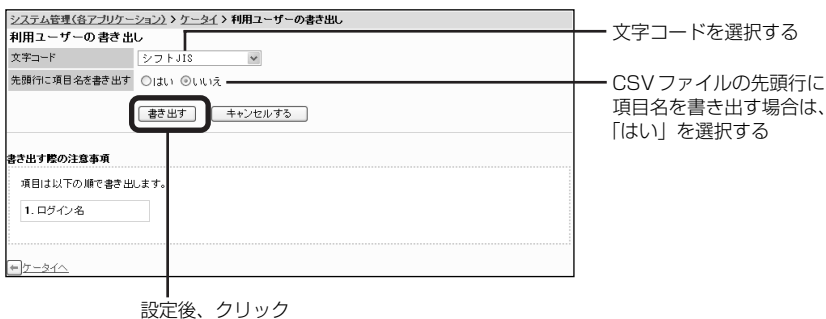 システム管理(各アプリケーション) > ケータイ > 利用ユーザーの書き出し
利用ユーザーの書き出し
文字コード シフトJIS
先頭行に項目名を書き出す はい いいえ
書き出す キャンセルする
書き出す際の注意事項
項目は以下の順で書き出します。
1. ログイン名
ケータイへ
文字コードを選択する
CSVファイルの先頭行に
項目名を書き出す場合は、
「はい」を選択する
設定後、クリック